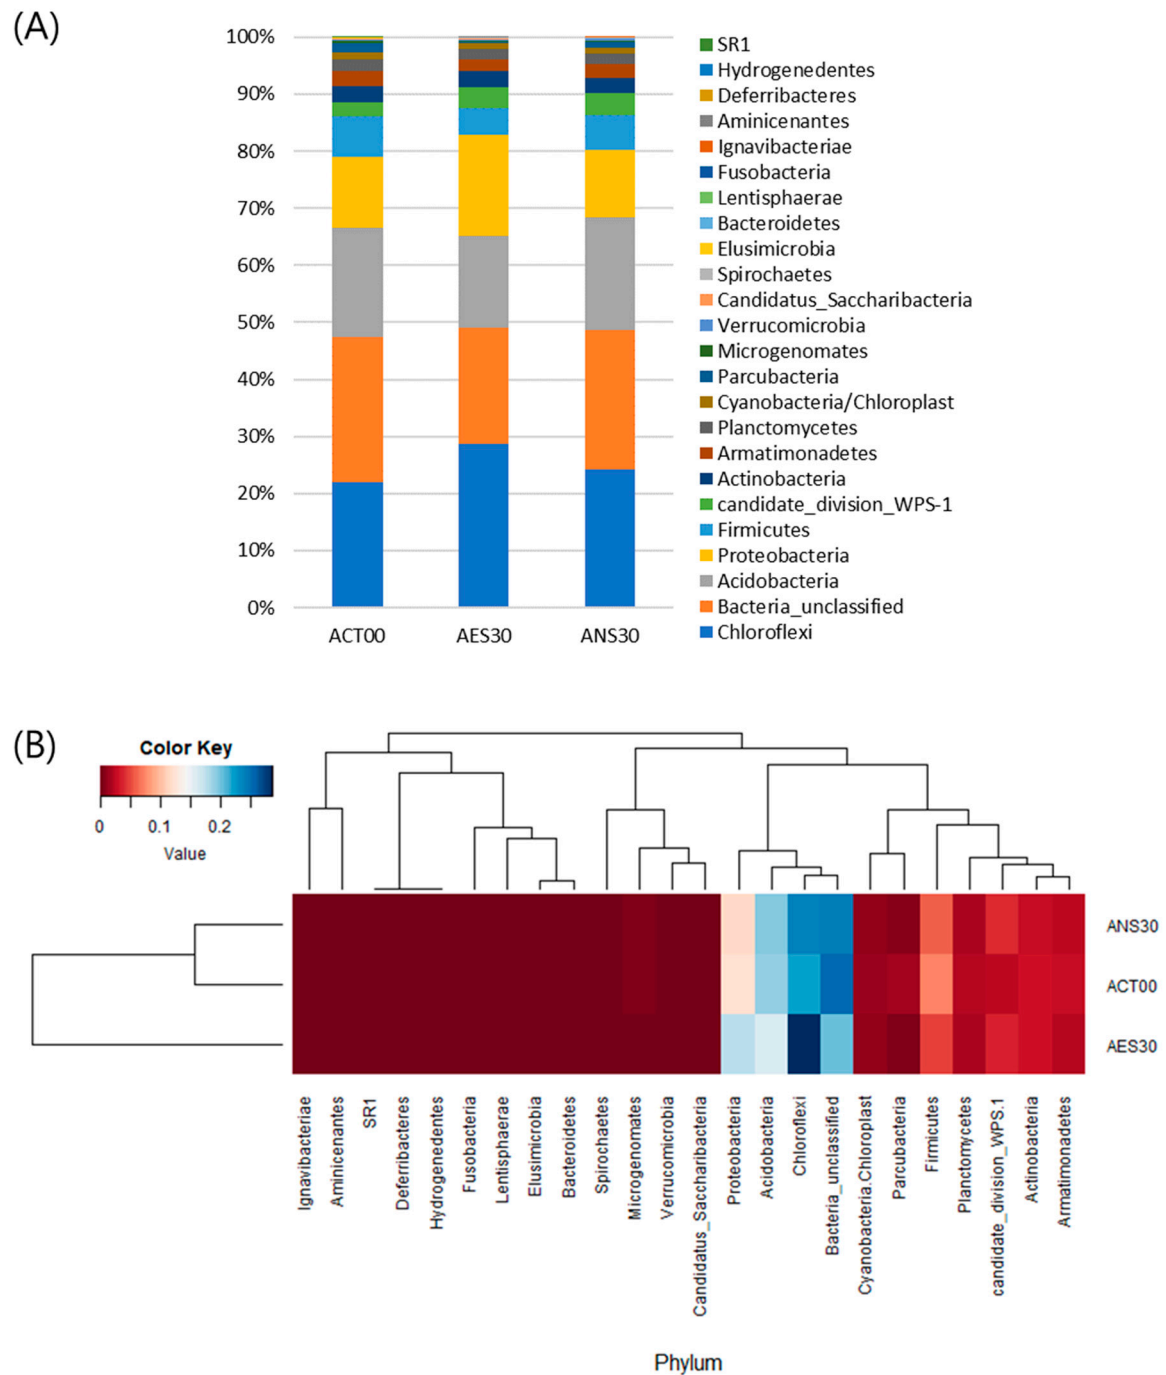 (A)
100%
90%
80%
70%
60%
50%
40%
30%
20%
10%
0%
ACT00 AES30 ANS30
SR1
Hydrogenedentes
Deferribacteres
Aminicenantes
Ignavibacteriae
Fusobacteria
Lentisphaerae
Bacteroidetes
Elusimicrobia
Spirochaetes
Candidatus_Saccharibacteria
Verrucomicrobia
Microgenomates
Parcubacteria
Cyanobacteria/Chloroplast
Planctomycetes
Armatimonadetes
Actinobacteria
candidate_division_WPS-1
Firmicutes
Proteobacteria
Acidobacteria
Bacteria_unclassified
Chloroflexi
(B)
Color Key
0 0.1 0.2
Value
ANS30
ACT00
AES30
Ignavibacteriae
Aminicenantes
SR1
Deferribacteres
Hydrogenedentes
Fusobacteria
Lentisphaerae
Elusimicrobia
Bacteroidetes
Spirochaetes
Microgenomates
Verrucomicrobia
Candidatus_Saccharibacteria
Proteobacteria
Acidobacteria
Chloroflexi
Bacteria_unclassified
Cyanobacteria.Chloroplast
Parcubacteria
Firmicutes
Planctomycetes
candidate_division_WPS.1
Actinobacteria
Armatimonadetes
Phylum